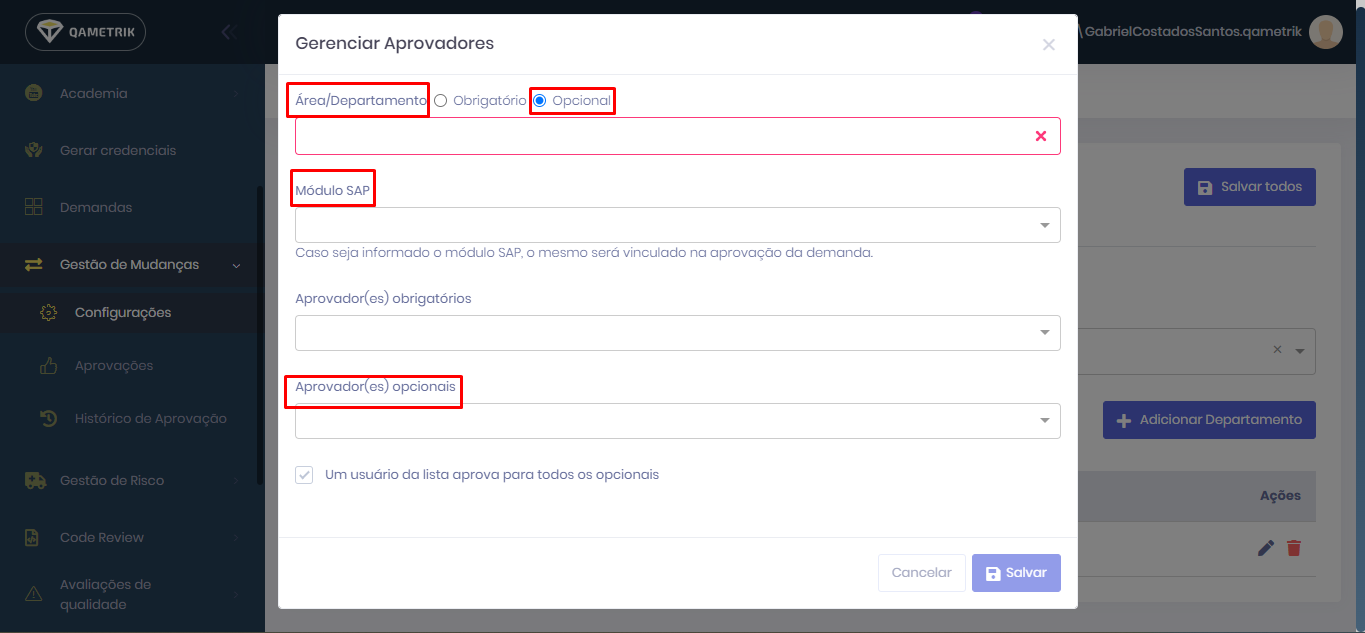 QAMETRIK
Academia
Gerar credenciais
Demandas
Gestão de Mudanças
Configurações
Aprovações
Histórico de Aprovação
Gestão de Risco
Code Review
Avaliações de
qualidade
Gerenciar Aprovadores
Área/Departamento Obrigatório Opcional
Módulo SAP
Caso seja informado o módulo SAP, o mesmo será vinculado na aprovação da demanda.
Aprovador(es) obrigatórios
Aprovador(es) opcionais
Um usuário da lista aprova para todos os opcionais
Cancelar Salvar
\GabrielCostadosSantos.qametrik
Salvar todos
Adicionar Departamento
Ações